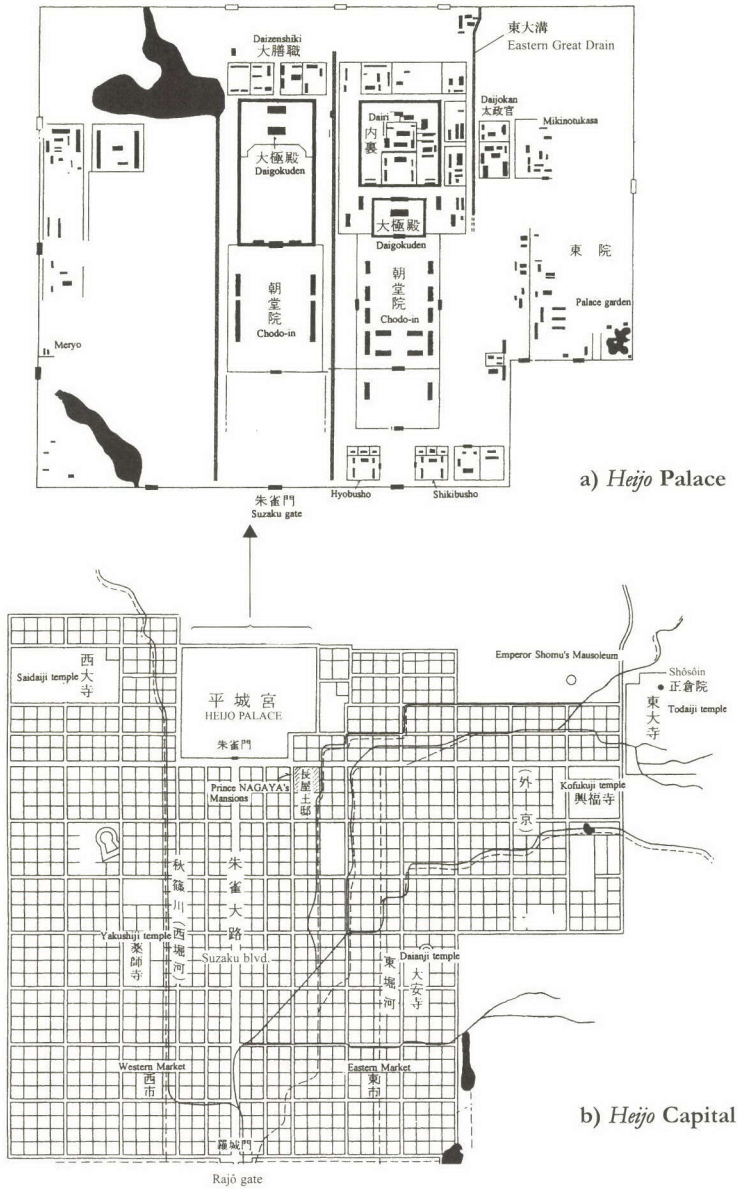 東大溝
Eastern Great Drain
Daizenshiki
大膳職
Daijokan
太政官
Mikinotukasa
Dairi
内裏
大極殿
Daigokuden
大極殿
Daigokuden
東院
朝堂院
Chodo-in
朝堂院
Chodo-in
Palace garden
Meryo
Hyobusho
Shikibusho
朱雀門
Suzaku gate
a) Heijo Palace
Emperor Shomu's Mausoleum
西大寺
Saidaiji temple
Shôsôin
正倉院
東大寺
Todaiji temple
平城宮
HEIJO PALACE
朱雀門
Prince NAGAYA's
Mansions
長屋王邸
(外京)
Kofukuji temple
興福寺
秋篠川(西堀河)
朱雀大路
Suzaku blvd.
Yakushiji temple
薬師寺
東堀河
Daianji temple
大安寺
Western Market
西市
Eastern Market
東市
羅城門
Rajô gate
b) Heijo Capital